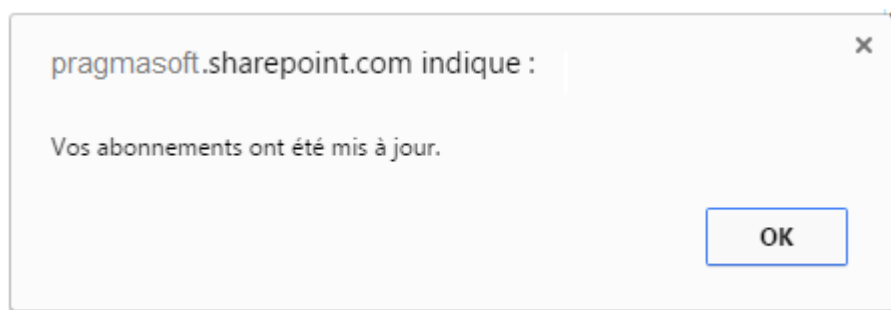 pragmasoft.sharepoint.com indique :
Vos abonnements ont été mis à jour.
OK